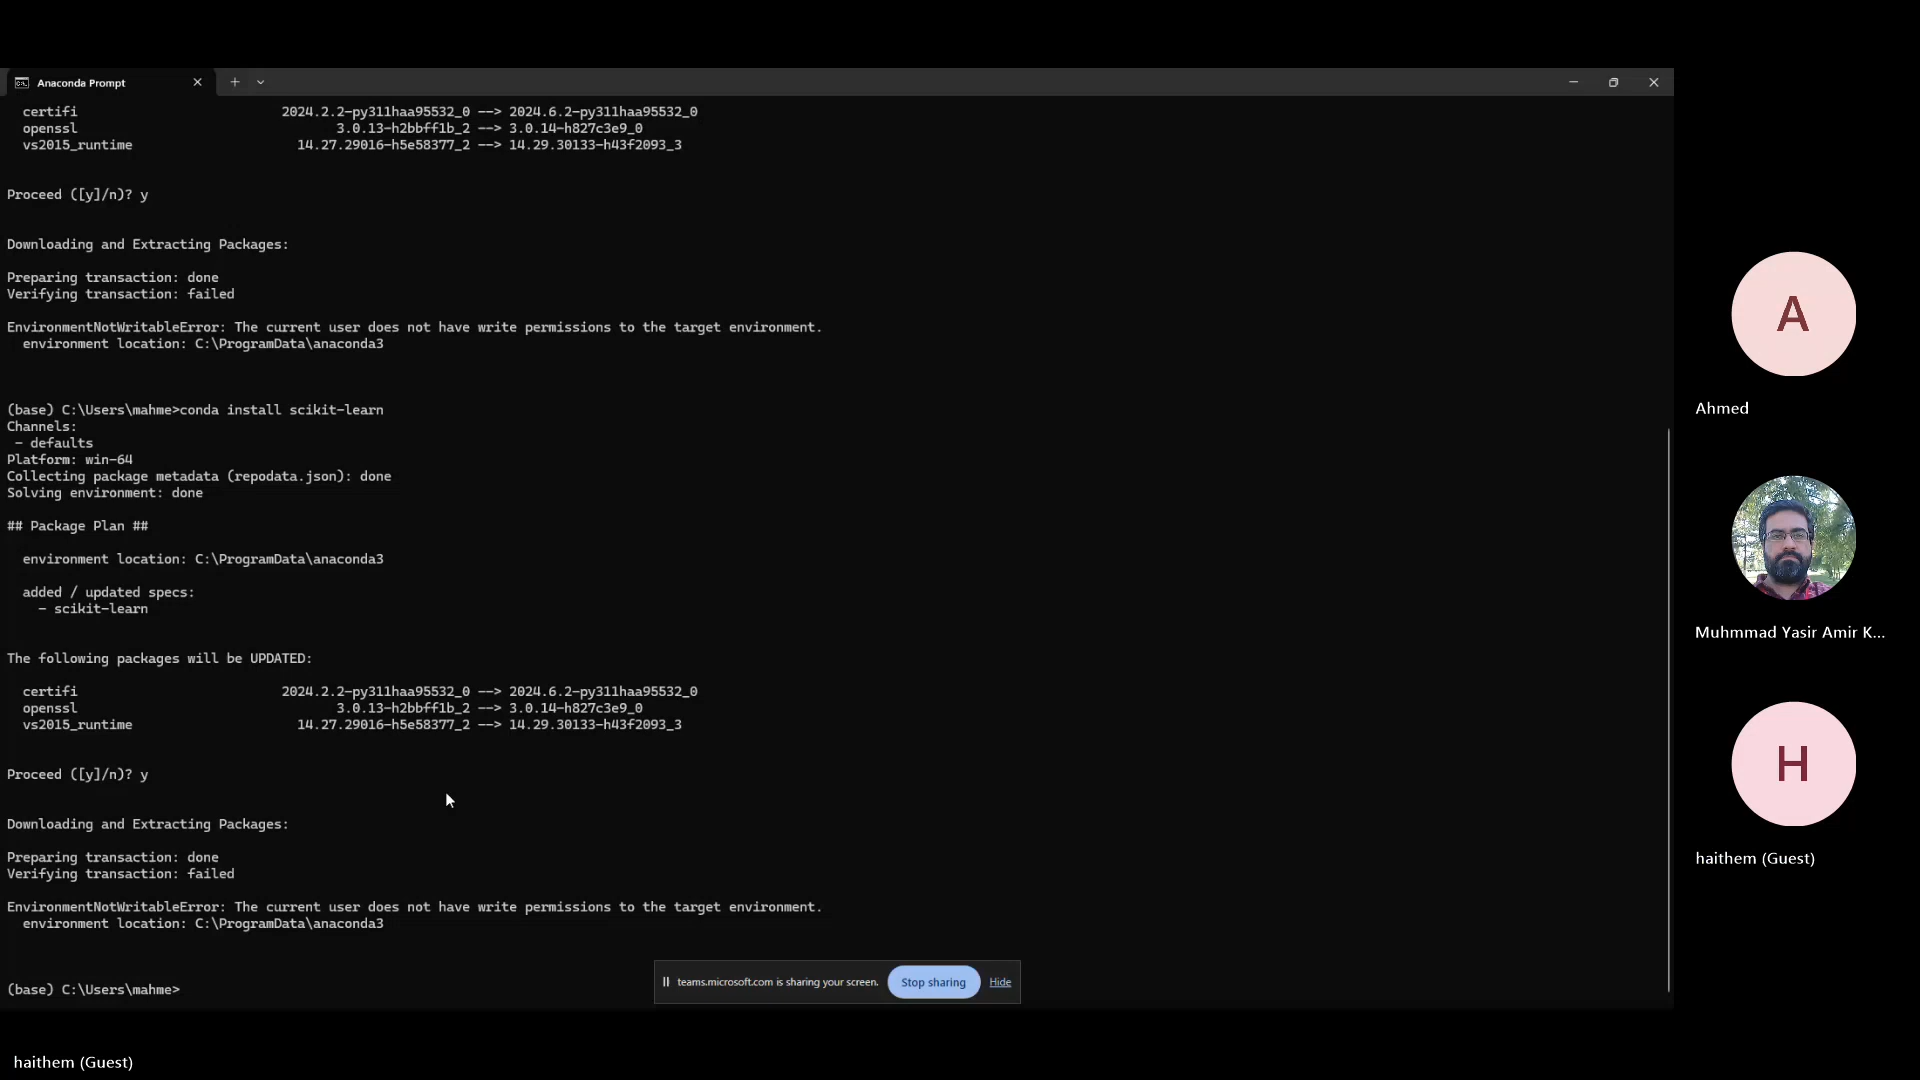 Anaconda Prompt
certifi 2024.2.2-py311haa95532_0 --> 2024.6.2-py311haa95532_0
openssl 3.0.13-h2bbff1b_2 --> 3.0.14-h827c3e9_0
vs2015_runtime 14.27.29016-h5e58377_2 --> 14.29.30133-h43f2093_3
Proceed ([y]/n)? y
Downloading and Extracting Packages:
Preparing transaction: done
Verifying transaction: failed
EnvironmentNotWritableError: The current user does not have write permissions to the target environment.
environment location: C:\ProgramData\anaconda3
(base) C:\Users\mahme>conda install scikit-learn
Channels:
- defaults
Platform: win-64
Collecting package metadata (repodata.json): done
Solving environment: done
## Package Plan ##
environment location: C:\ProgramData\anaconda3
added / updated specs:
- scikit-learn
The following packages will be UPDATED:
certifi 2024.2.2-py311haa95532_0 --> 2024.6.2-py311haa95532_0
openssl 3.0.13-h2bbff1b_2 --> 3.0.14-h827c3e9_0
vs2015_runtime 14.27.29016-h5e58377_2 --> 14.29.30133-h43f2093_3
Proceed ([y]/n)? y
Downloading and Extracting Packages:
Preparing transaction: done
Verifying transaction: failed
EnvironmentNotWritableError: The current user does not have write permissions to the target environment.
environment location: C:\ProgramData\anaconda3
(base) C:\Users\mahme>
teams.microsoft.com is sharing your screen. Stop sharing Hide
A
Ahmed
Muhmmad Yasir Amir K...
H
haithem (Guest)
haithem (Guest)